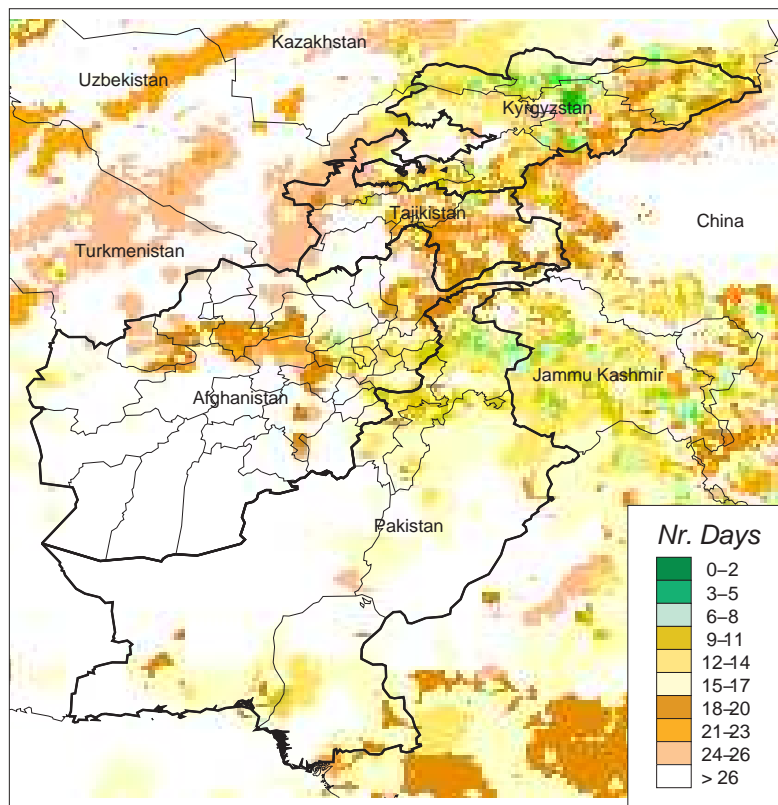 Kazakhstan
Uzbekistan
Kyrgyzstan
Tajikistan
China
Turkmenistan
Jammu Kashmir
Afghanistan
Pakistan
Nr. Days
0–2
3–5
6–8
9–11
12–14
15–17
18–20
21–23
24–26
> 26